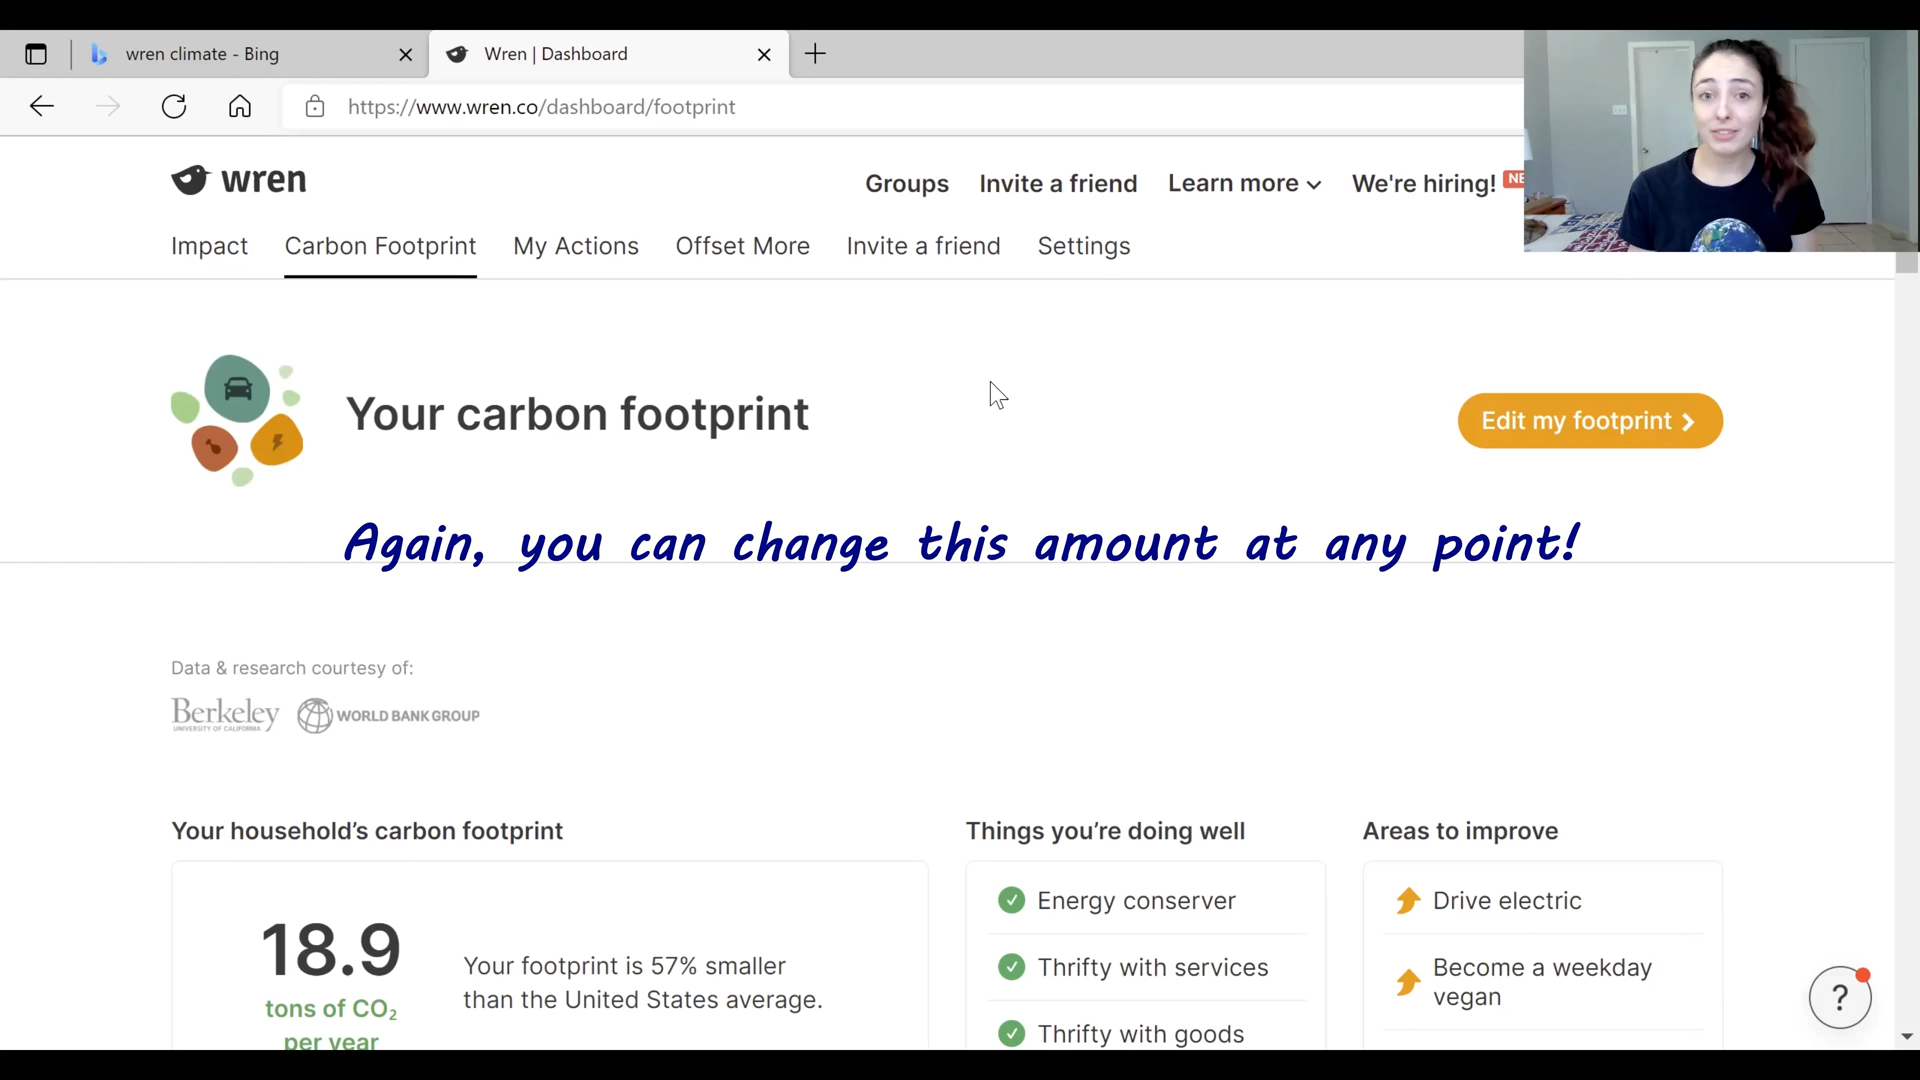 wren climate - Bing
Wren | Dashboard
https://www.wren.co/dashboard/footprint
wren
Groups
Invite a friend
Learn more
We're hiring!
NE
Impact
Carbon Footprint
My Actions
Offset More
Invite a friend
Settings
Your carbon footprint
Edit my footprint
Again, you can change this amount at any point!
Data & research courtesy of:
Berkeley
UNIVERSITY OF CALIFORNIA
WORLD BANK GROUP
Your household’s carbon footprint
18.9
tons of CO₂
per year
Your footprint is 57% smaller
than the United States average.
Things you’re doing well
Energy conserver
Thrifty with services
Thrifty with goods
Areas to improve
Drive electric
Become a weekday
vegan
?